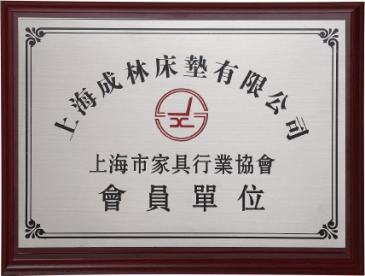 上海成林床墊有限公司
上海市家具行業協會
會員單位